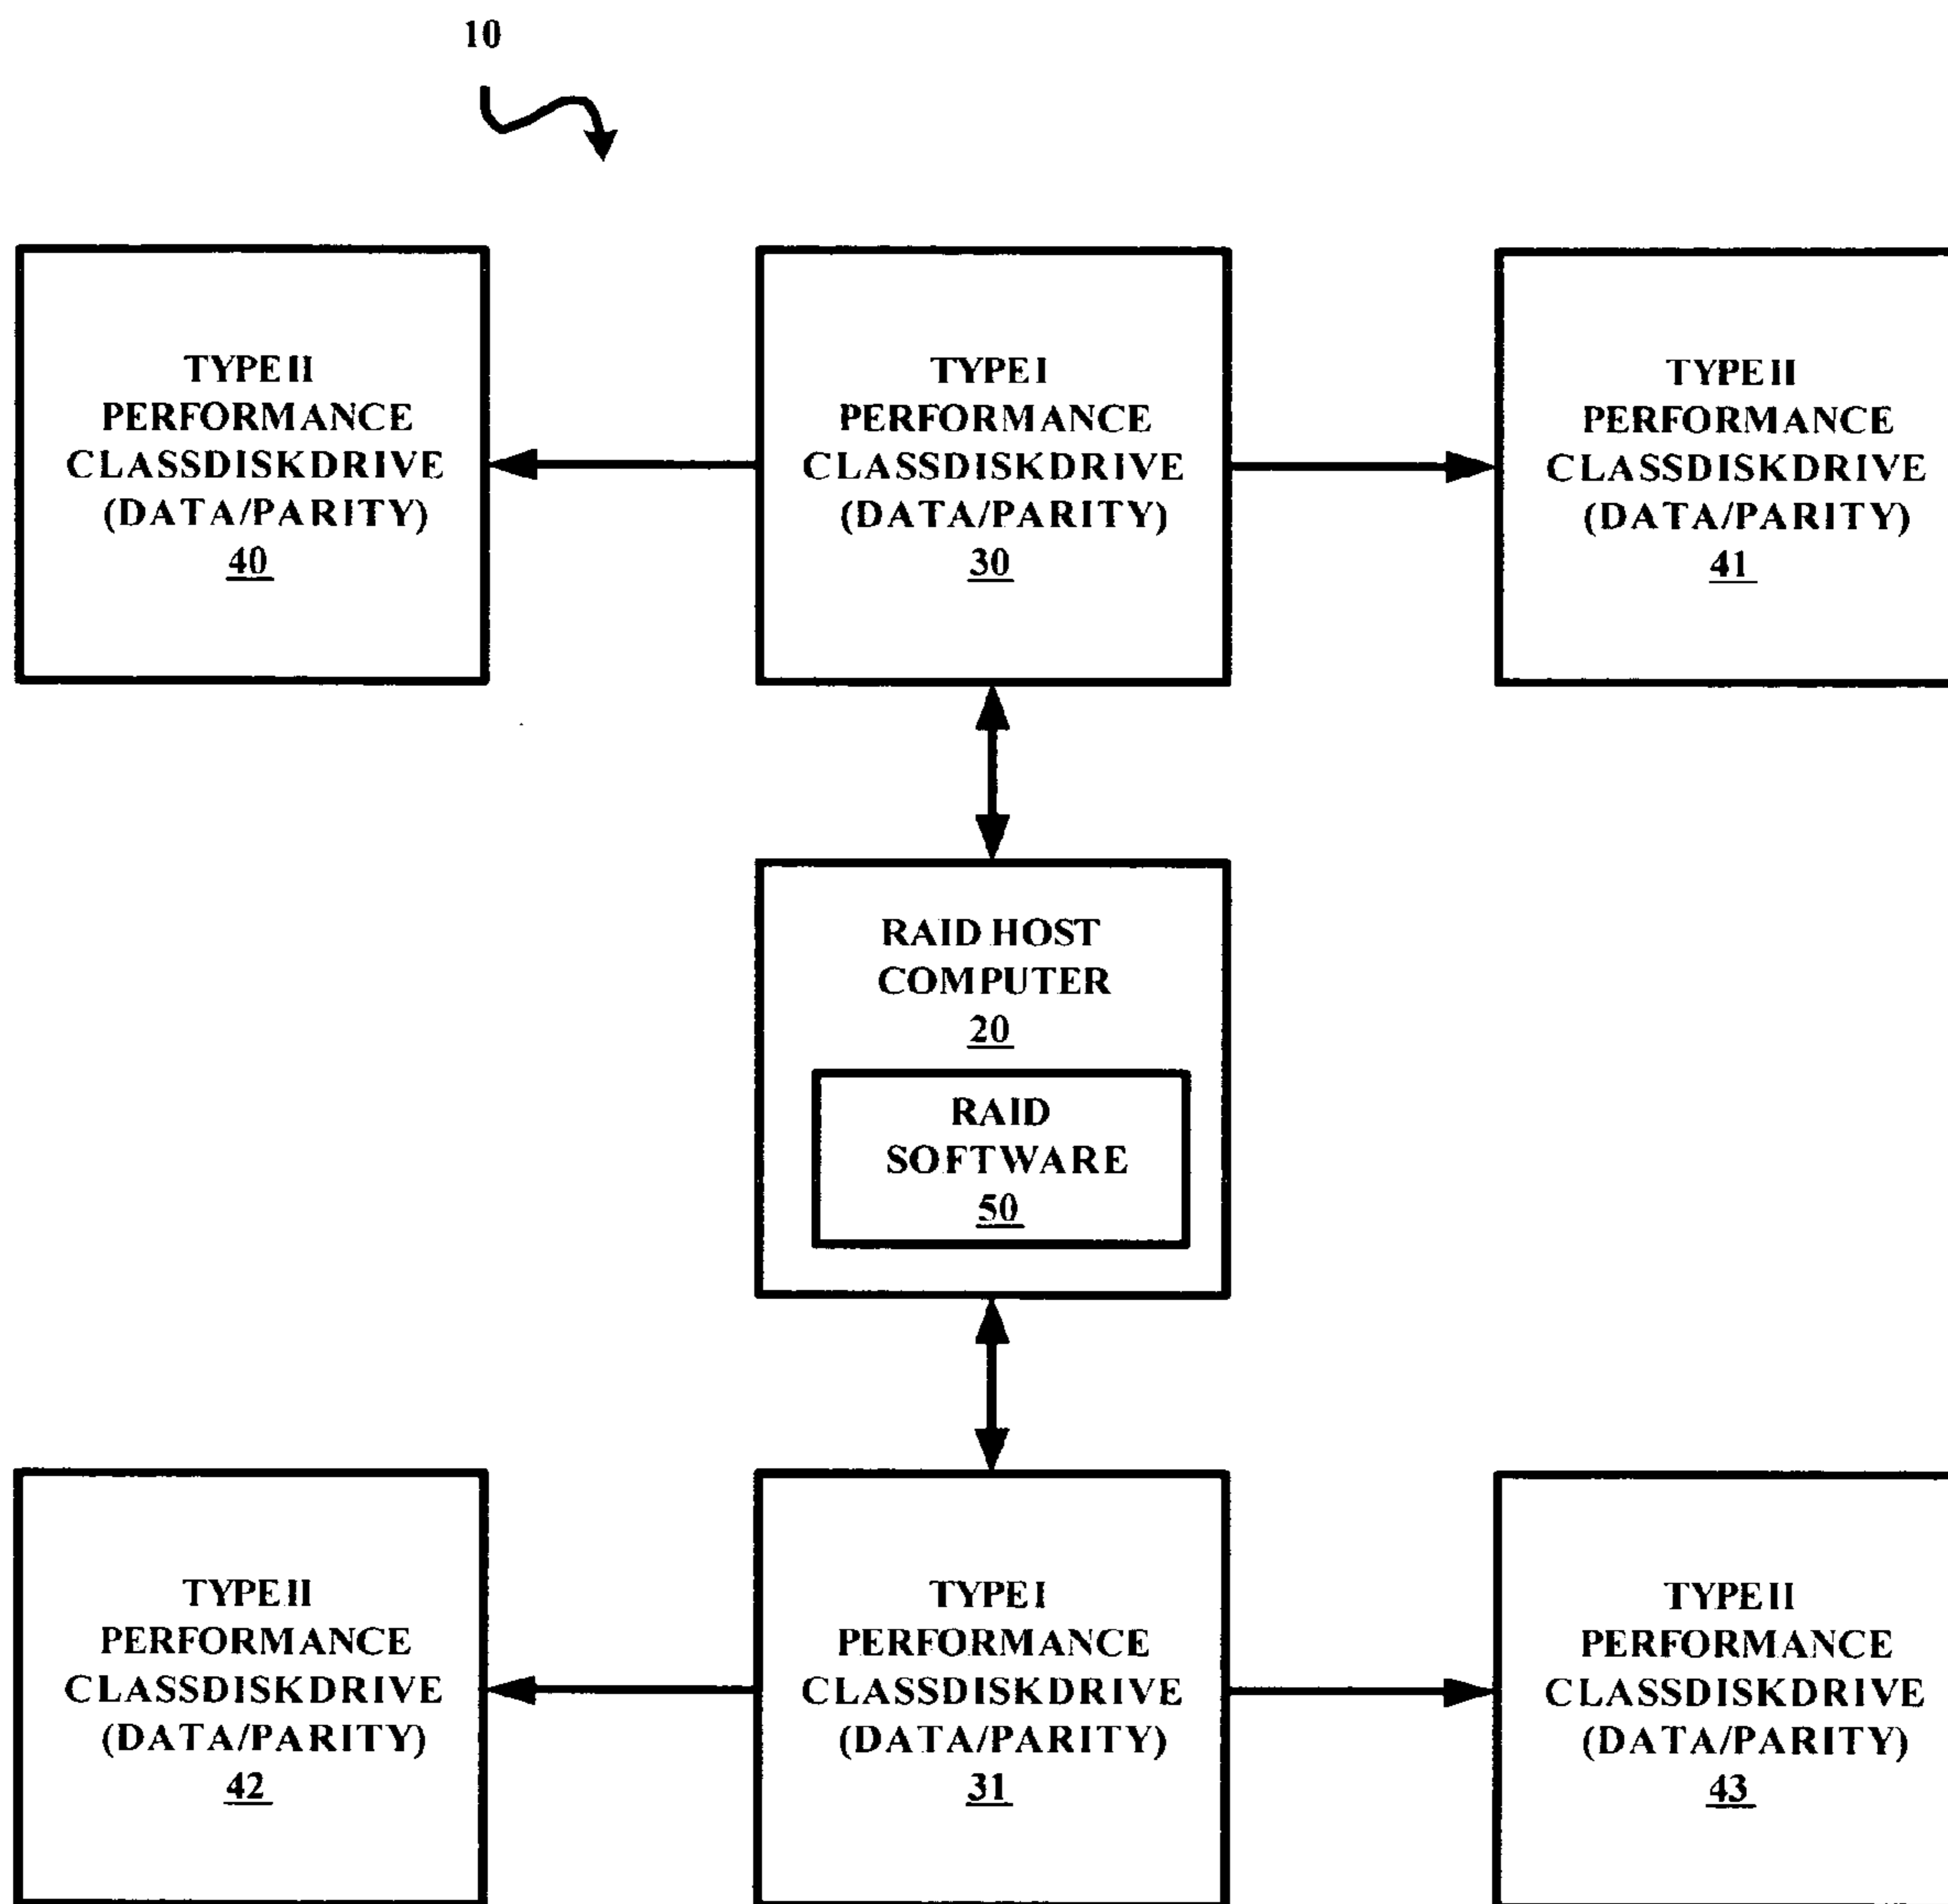 10
TYPE II
PERFORMANCE
CLASSDISKDRIVE
(DATA/PARITY)
40
TYPE I
PERFORMANCE
CLASSDISKDRIVE
(DATA/PARITY)
30
TYPE II
PERFORMANCE
CLASSDISKDRIVE
(DATA/PARITY)
41
RAID HOST
COMPUTER
20
RAID
SOFTWARE
50
TYPE II
PERFORMANCE
CLASSDISKDRIVE
(DATA/PARITY)
42
TYPE I
PERFORMANCE
CLASSDISKDRIVE
(DATA/PARITY)
31
TYPE II
PERFORMANCE
CLASSDISKDRIVE
(DATA/PARITY)
43